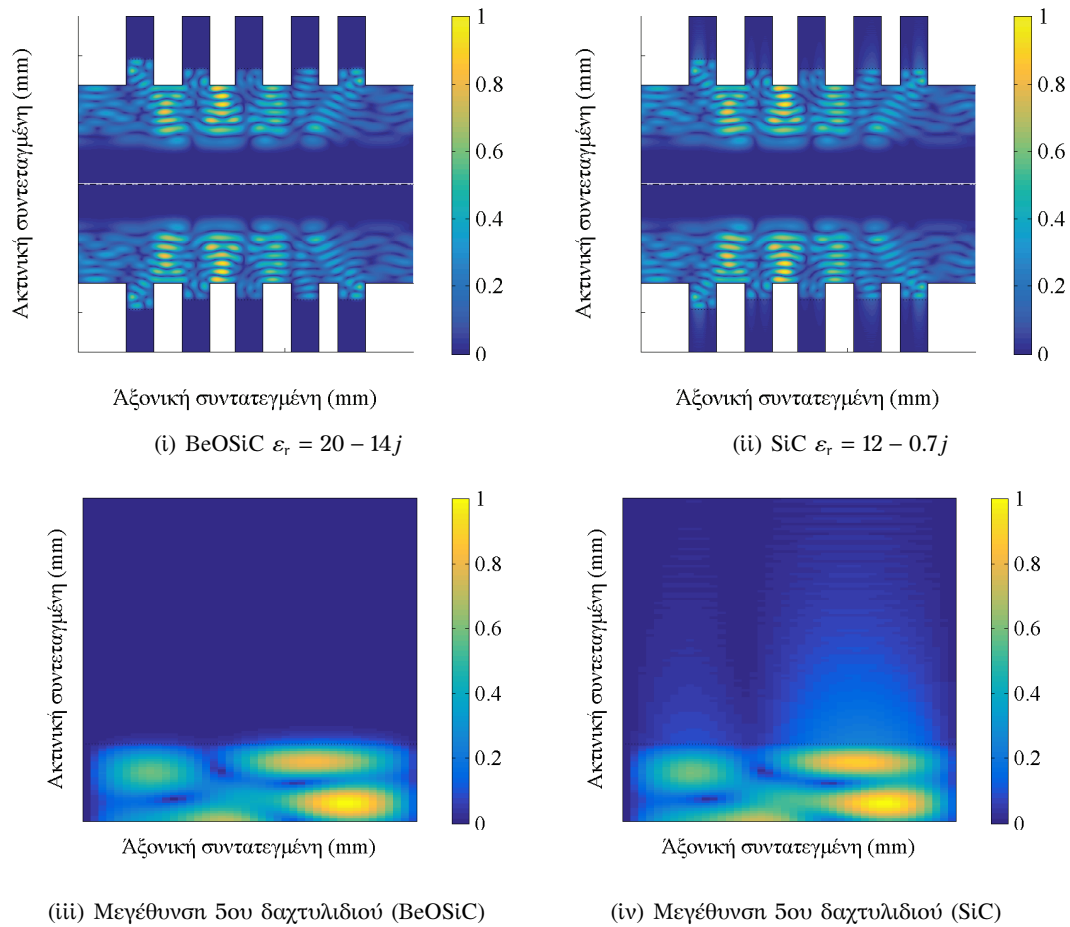 1
0.8
0.6
0.4
0.2
0
Ακτινική συντεταγμένη (mm)
Άξονική συντατεγμένη (mm)
(i) BeOSiC εᵣ = 20 − 14j
1
0.8
0.6
0.4
0.2
0
Ακτινική συντεταγμένη (mm)
Άξονική συντατεγμένη (mm)
(ii) SiC εᵣ = 12 − 0.7j
1
0.8
0.6
0.4
0.2
0
Ακτινική συντεταγμένη (mm)
Άξονική συντατεγμένη (mm)
(iii) Μεγέθυνση 5ου δαχτυλιδιού (BeOSiC)
1
0.8
0.6
0.4
0.2
0
Ακτινική συντεταγμένη (mm)
Άξονική συντατεγμένη (mm)
(iv) Μεγέθυνση 5ου δαχτυλιδιού (SiC)